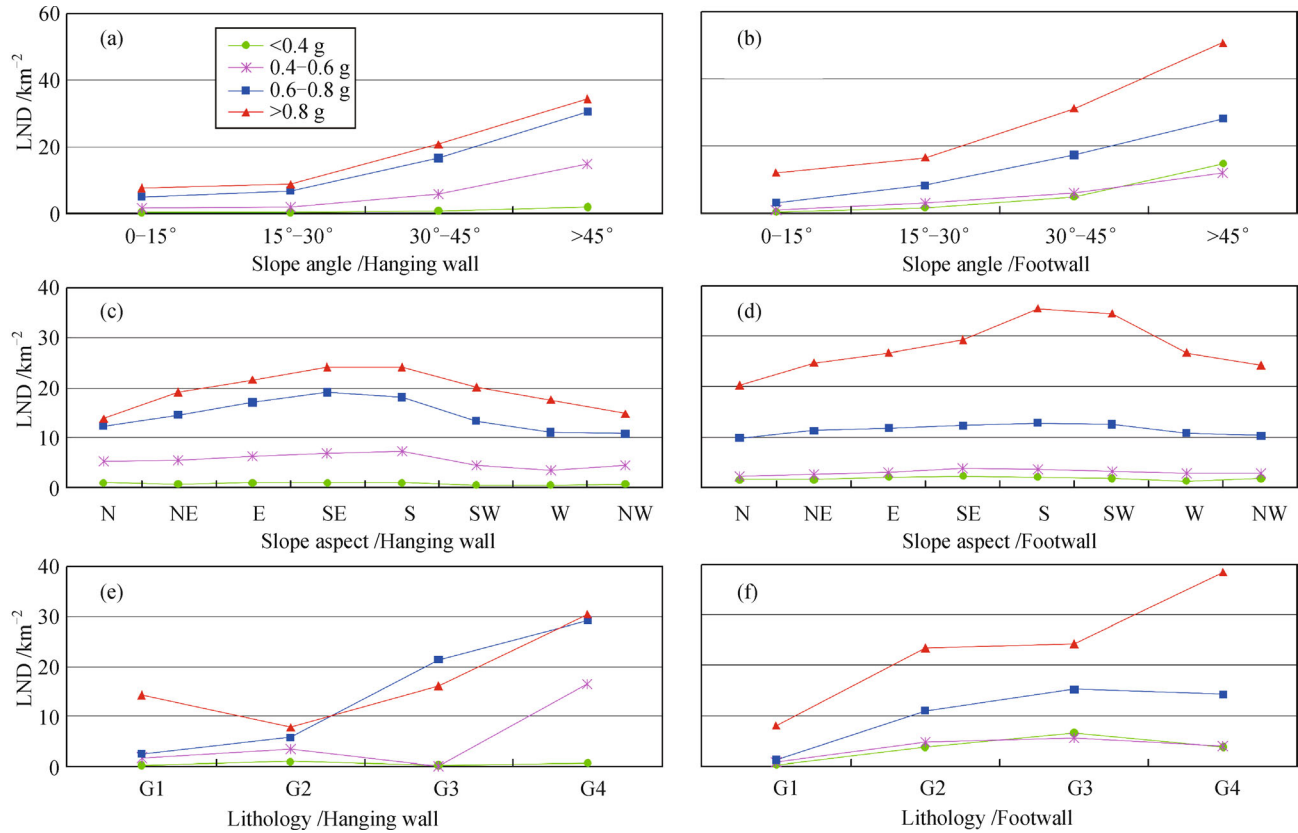 60
40
20
0
LND /km⁻²
(a)
<0.4 g
0.4−0.6 g
0.6−0.8 g
>0.8 g
0−15° 15°−30° 30°−45° >45°
Slope angle /Hanging wall
(b)
0−15° 15°−30° 30°−45° >45°
Slope angle /Footwall
40
30
20
10
0
LND /km⁻²
(c)
N NE E SE S SW W NW
Slope aspect /Hanging wall
(d)
N NE E SE S SW W NW
Slope aspect /Footwall
40
30
20
10
0
LND /km⁻²
(e)
G1 G2 G3 G4
Lithology /Hanging wall
(f)
G1 G2 G3 G4
Lithology /Footwall